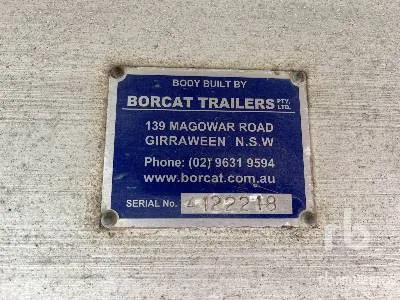 BODY BUILT BY
BORCAT TRAILERS PTY. LTD.
139 MAGOWAR ROAD
GIRRAWEEN N.S.W
Phone: (02) 9631 9594
www.borcat.com.au
SERIAL No. 4122218
rb